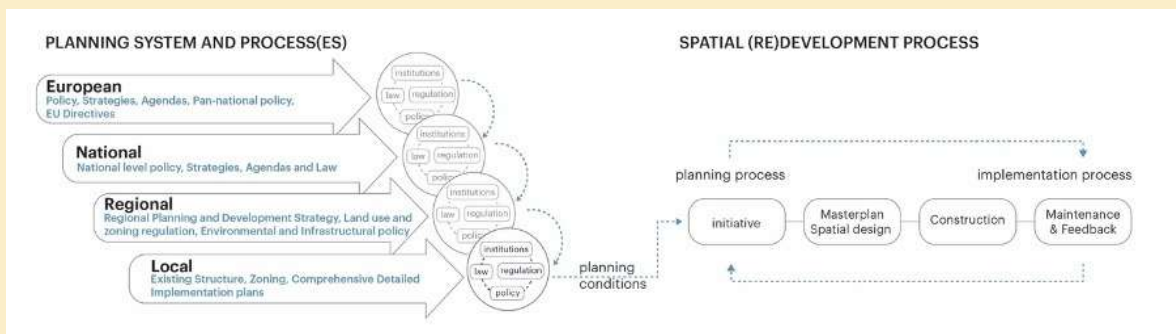 PLANNING SYSTEM AND PROCESS(ES)
European
Policy, Strategies, Agendas, Pan-national policy,
EU Directives
institutions
law
regulation
policy
National
National level policy, Strategies, Agendas and Law
institutions
law
regulation
policy
Regional
Regional Planning and Development Strategy, Land use and
zoning regulation, Environmental and Infrastructural policy
institutions
law
regulation
policy
Local
Existing Structure, Zoning, Comprehensive Detailed
Implementation plans
institutions
law
regulation
policy
planning
conditions
SPATIAL (RE)DEVELOPMENT PROCESS
planning process
implementation process
initiative
Masterplan
Spatial design
Construction
Maintenance
& Feedback